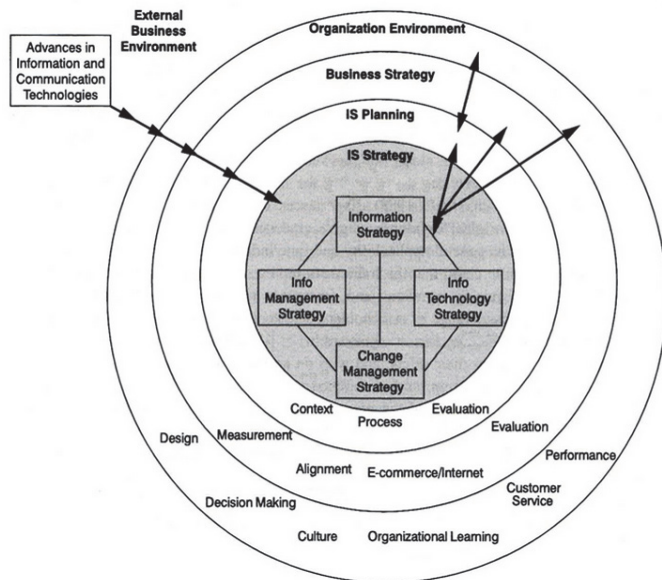 External
Business
Environment
Advances in
Information and
Communication
Technologies
Organization Environment
Business Strategy
IS Planning
IS Strategy
Information
Strategy
Info
Management
Strategy
Info
Technology
Strategy
Change
Management
Strategy
Context
Process
Evaluation
Measurement
Evaluation
Alignment
E-commerce/Internet
Design
Performance
Decision Making
Customer
Service
Culture
Organizational Learning